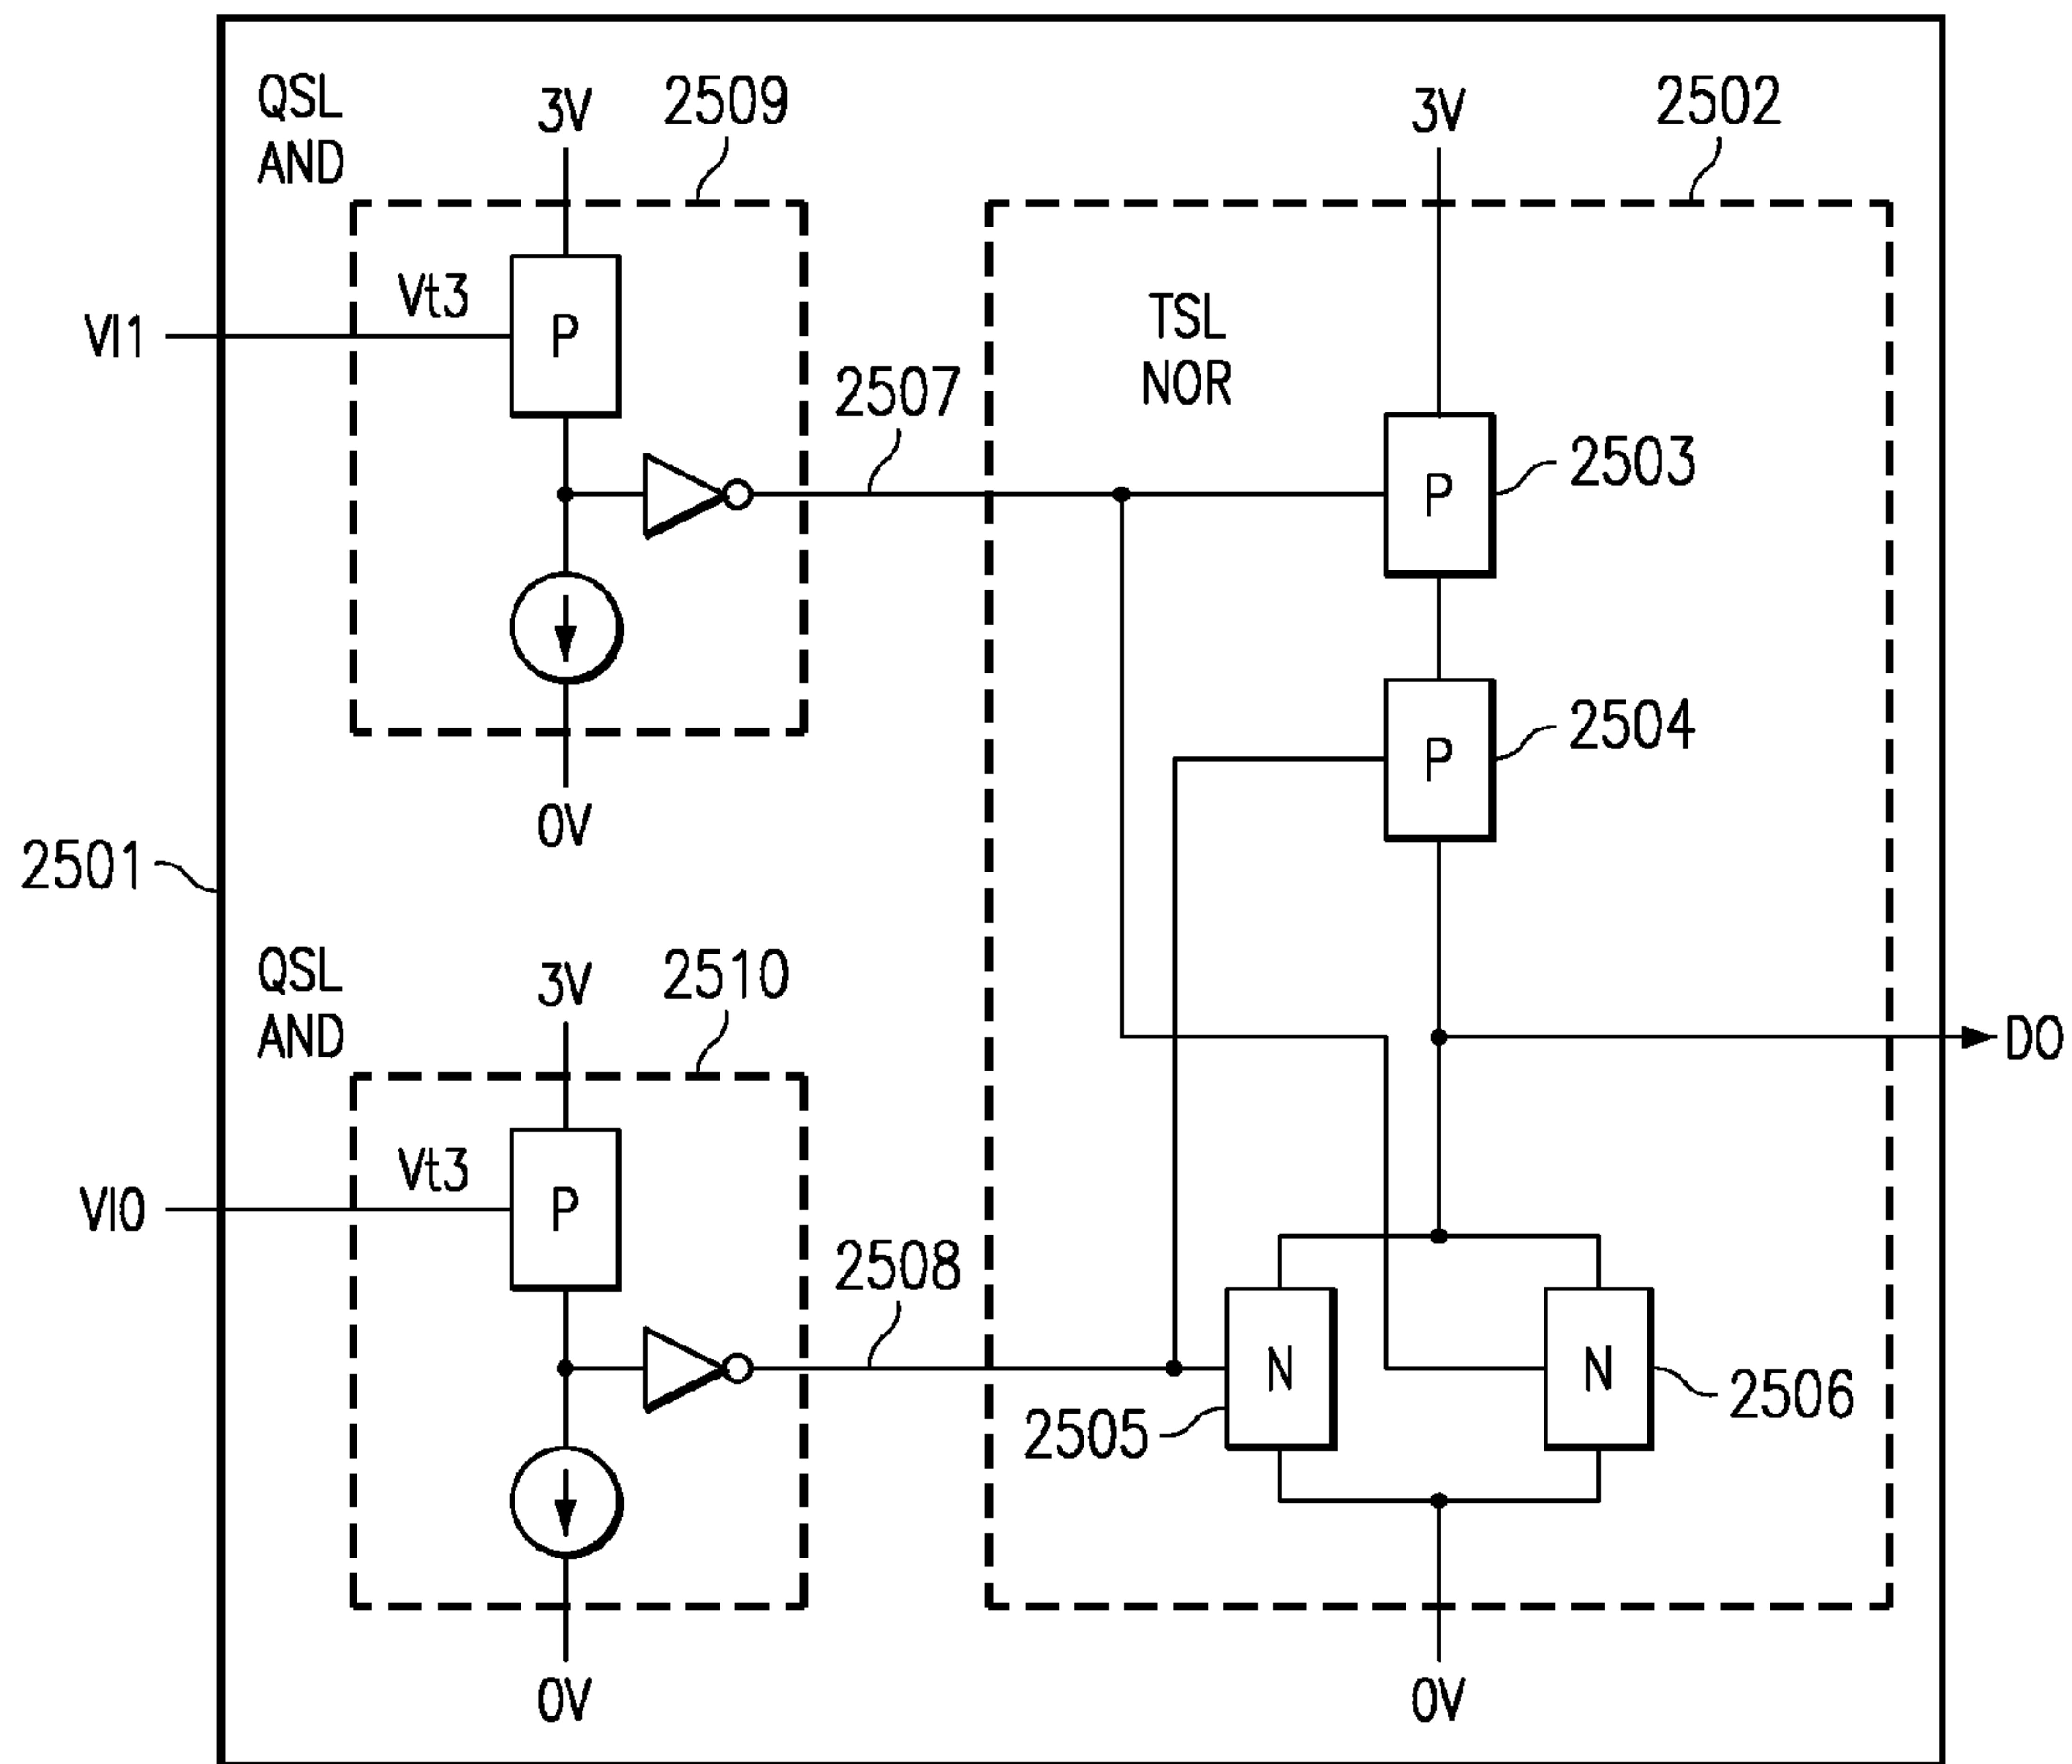 QSL
AND
3V
2509
3V
2502
Vt3
P
VI1
TSL
NOR
2507
P
2503
P
2504
0V
2501
QSL
AND
3V
2510
DO
Vt3
P
VI0
2508
N
N
2506
2505
0V
0V